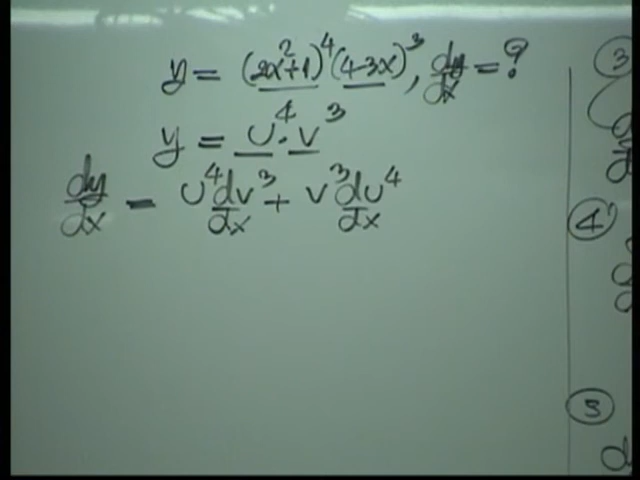 y = (2x²+1)⁴(4-3x)³, dy/dx = ?
y = U⁴·V³
dy/dx = U⁴ dV³/dx + V³ dU⁴/dx
3
4
5
d